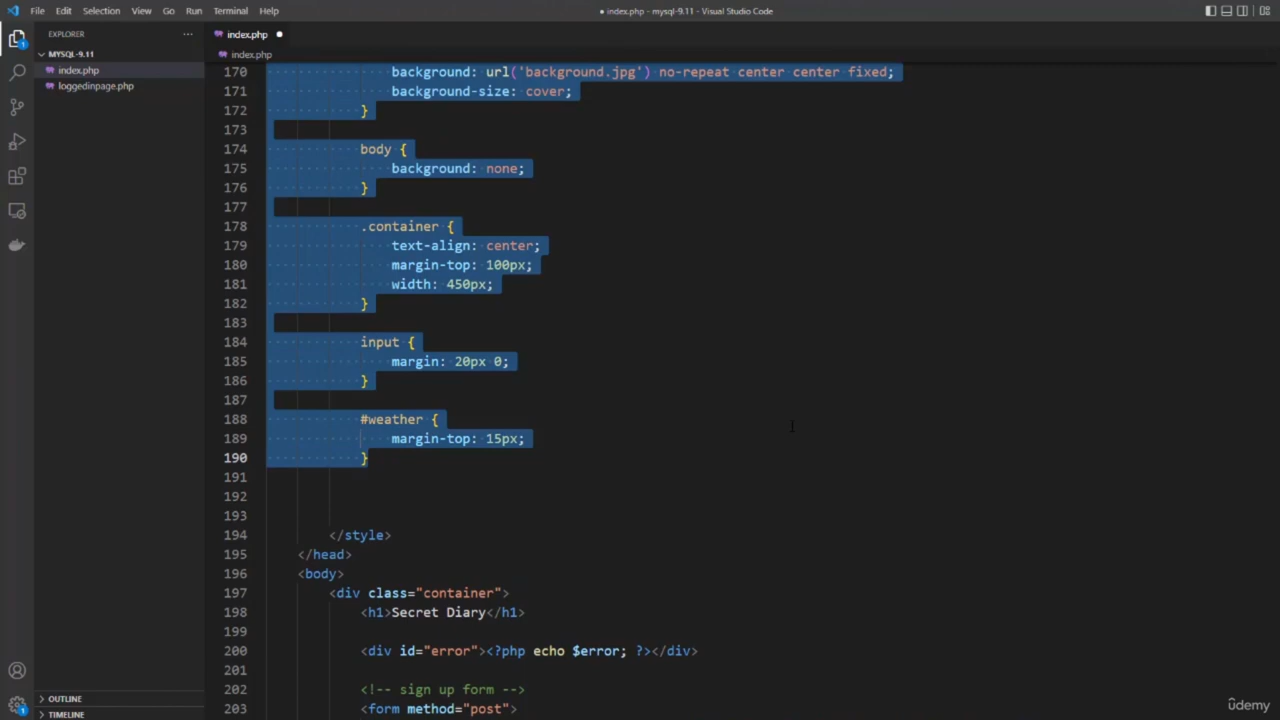 File Edit Selection View Go Run Terminal Help
● index.php - mysql-9.11 - Visual Studio Code
EXPLORER ···
index.php ●
MYSQL-9.11
index.php
index.php
loggedinpage.php
170 background: url('background.jpg') no-repeat center center fixed;
171 background-size: cover;
172 }
173
174 body {
175 background: none;
176 }
177
178 .container {
179 text-align: center;
180 margin-top: 100px;
181 width: 450px;
182 }
183
184 input {
185 margin: 20px 0;
186 }
187
188 #weather {
189 margin-top: 15px;
190 }
191
192
193
194 </style>
195 </head>
196 <body>
197 <div class="container">
198 <h1>Secret Diary</h1>
199
200 <div id="error"><?php echo $error; ?></div>
201
202 <!-- sign up form -->
203 <form method="post">
OUTLINE
TIMELINE
1
1
ûdemy